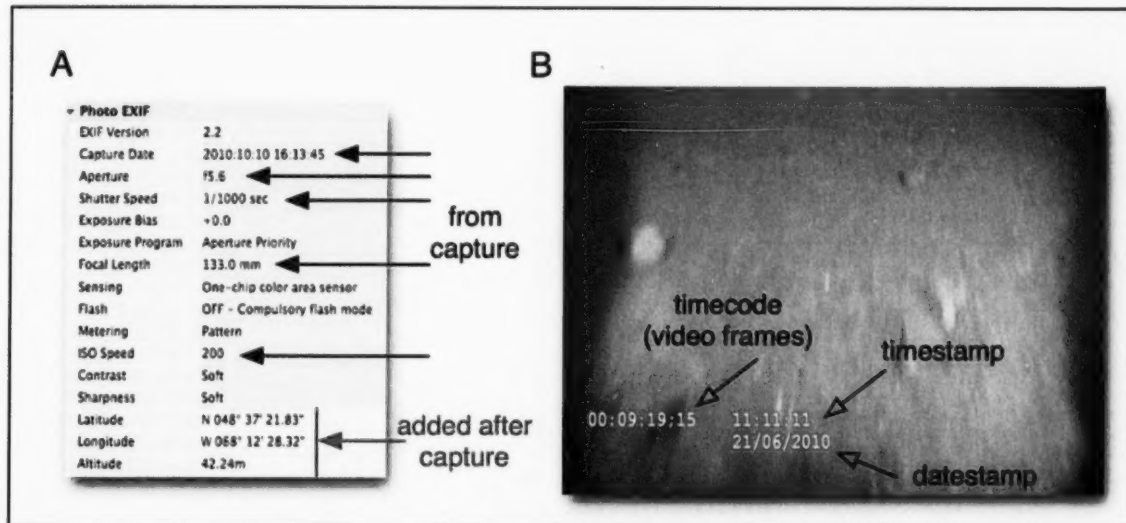 A
Photo EXIF
EXIF Version 2.2
Capture Date 2010:10:10 16:13:45
Aperture f5.6
Shutter Speed 1/1000 sec
Exposure Bias +0.0
Exposure Program Aperture Priority
Focal Length 133.0 mm
Sensing One-chip color area sensor
Flash OFF - Compulsory flash mode
Metering Pattern
ISO Speed 200
Contrast Soft
Sharpness Soft
Latitude N 048° 37' 21.83"
Longitude W 068° 12' 28.32"
Altitude 42.24m
from
capture
added after
capture
B
timecode
(video frames)
timestamp
00:09:19;15 11:11:11
21/06/2010
datestamp